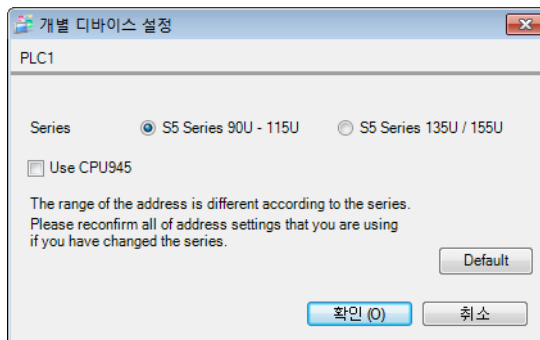 개별 디바이스 설정
PLC1
Series S5 Series 90U - 115U S5 Series 135U / 155U
Use CPU945
The range of the address is different according to the series.
Please reconfirm all of address settings that you are using
if you have changed the series.
Default
확인 (O) 취소